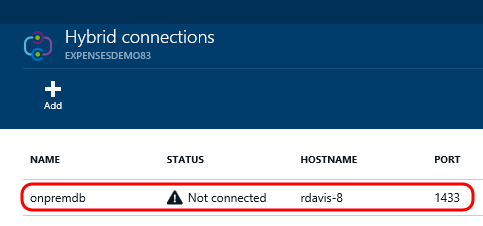 Hybrid connections
EXPENSESDEMO83
Add
NAME STATUS HOSTNAME PORT
onpremdb Not connected rdavis-8 1433